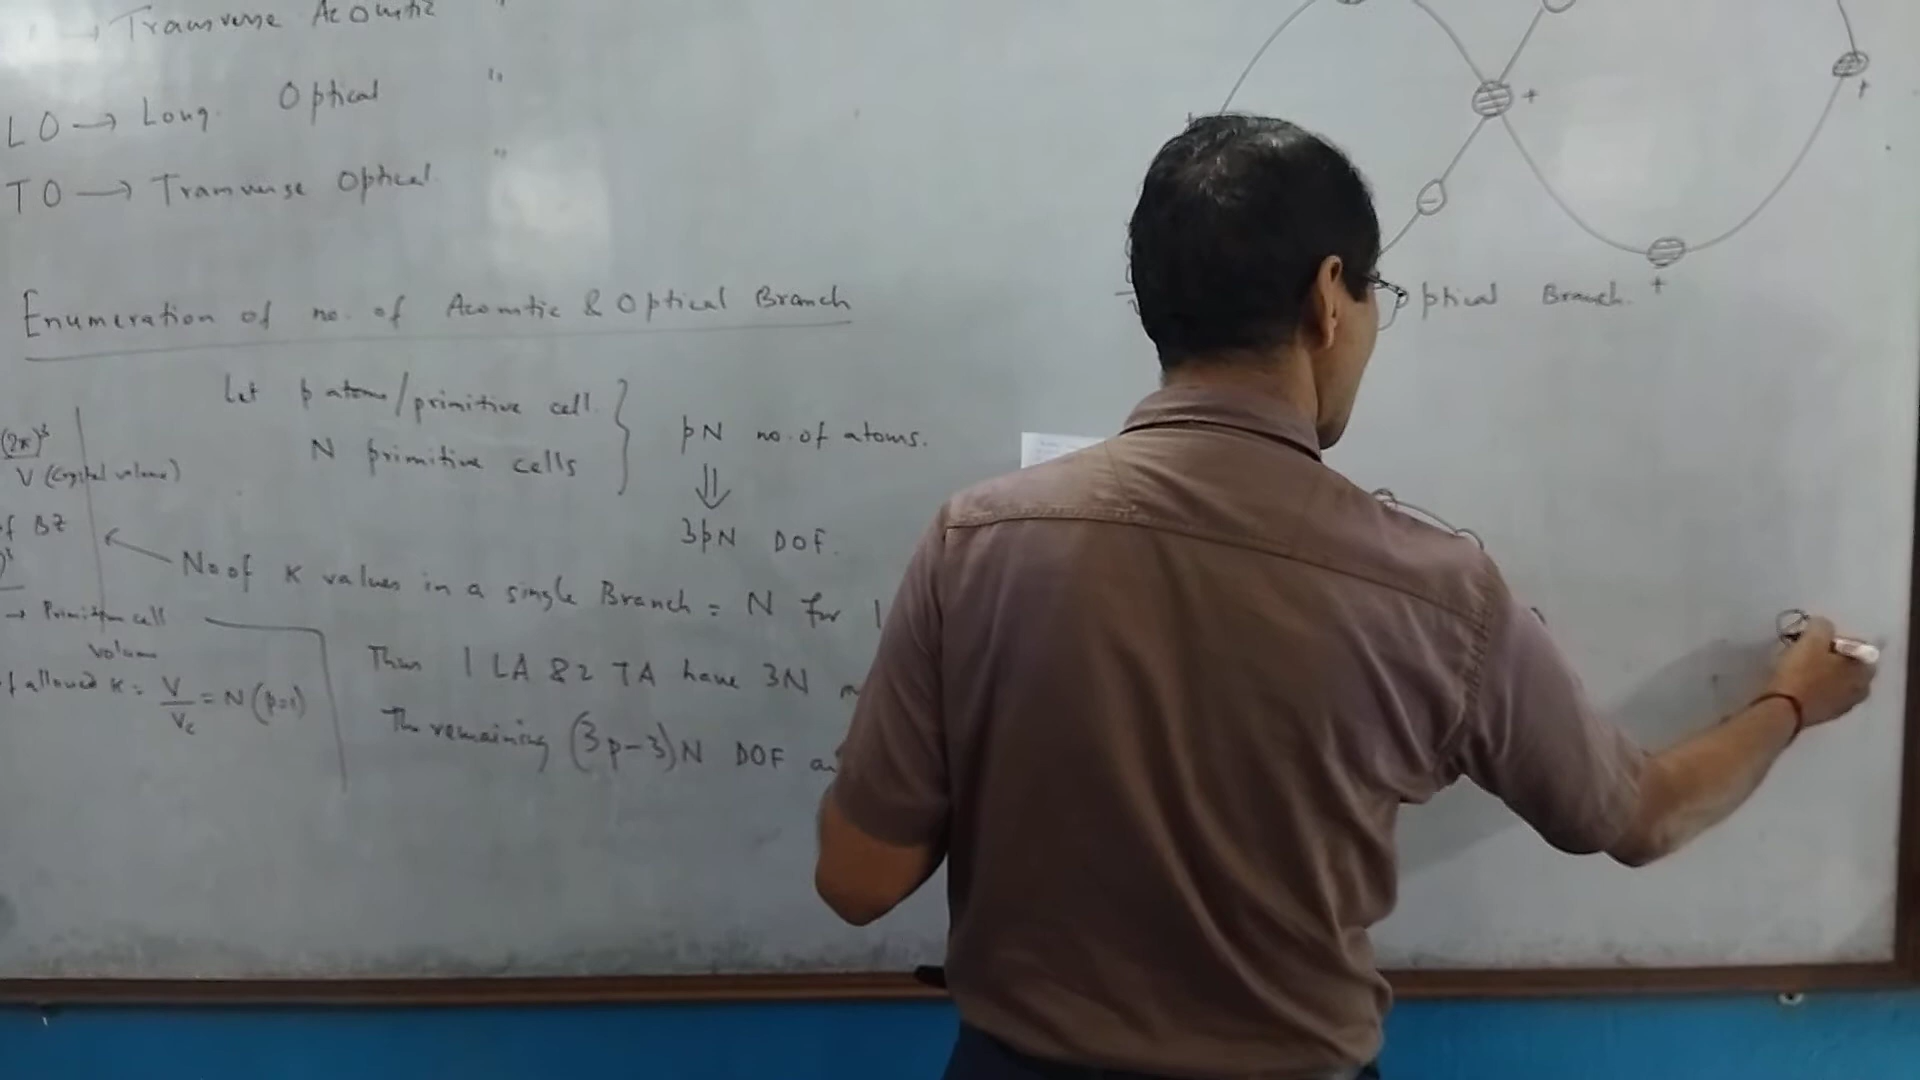 → Transverse Acoustic "
LO → Long. Optical "
TO → Transverse Optical "
Enumeration of no. of Acoustic & Optical Branch
Let p atoms/primitive cell
N primitive cells
pN no. of atoms.
⇓
3pN DOF.
(2π)³
V (Crystal volume)
of BZ
No of K values in a single Branch = N for 1
→ Primitive cell
volume
f allowed K = V/Vc = N (p=1)
Thus 1 LA & 2 TA have 3N
The remaining (3p-3)N DOF
+
+
-
+
ptical Branch.